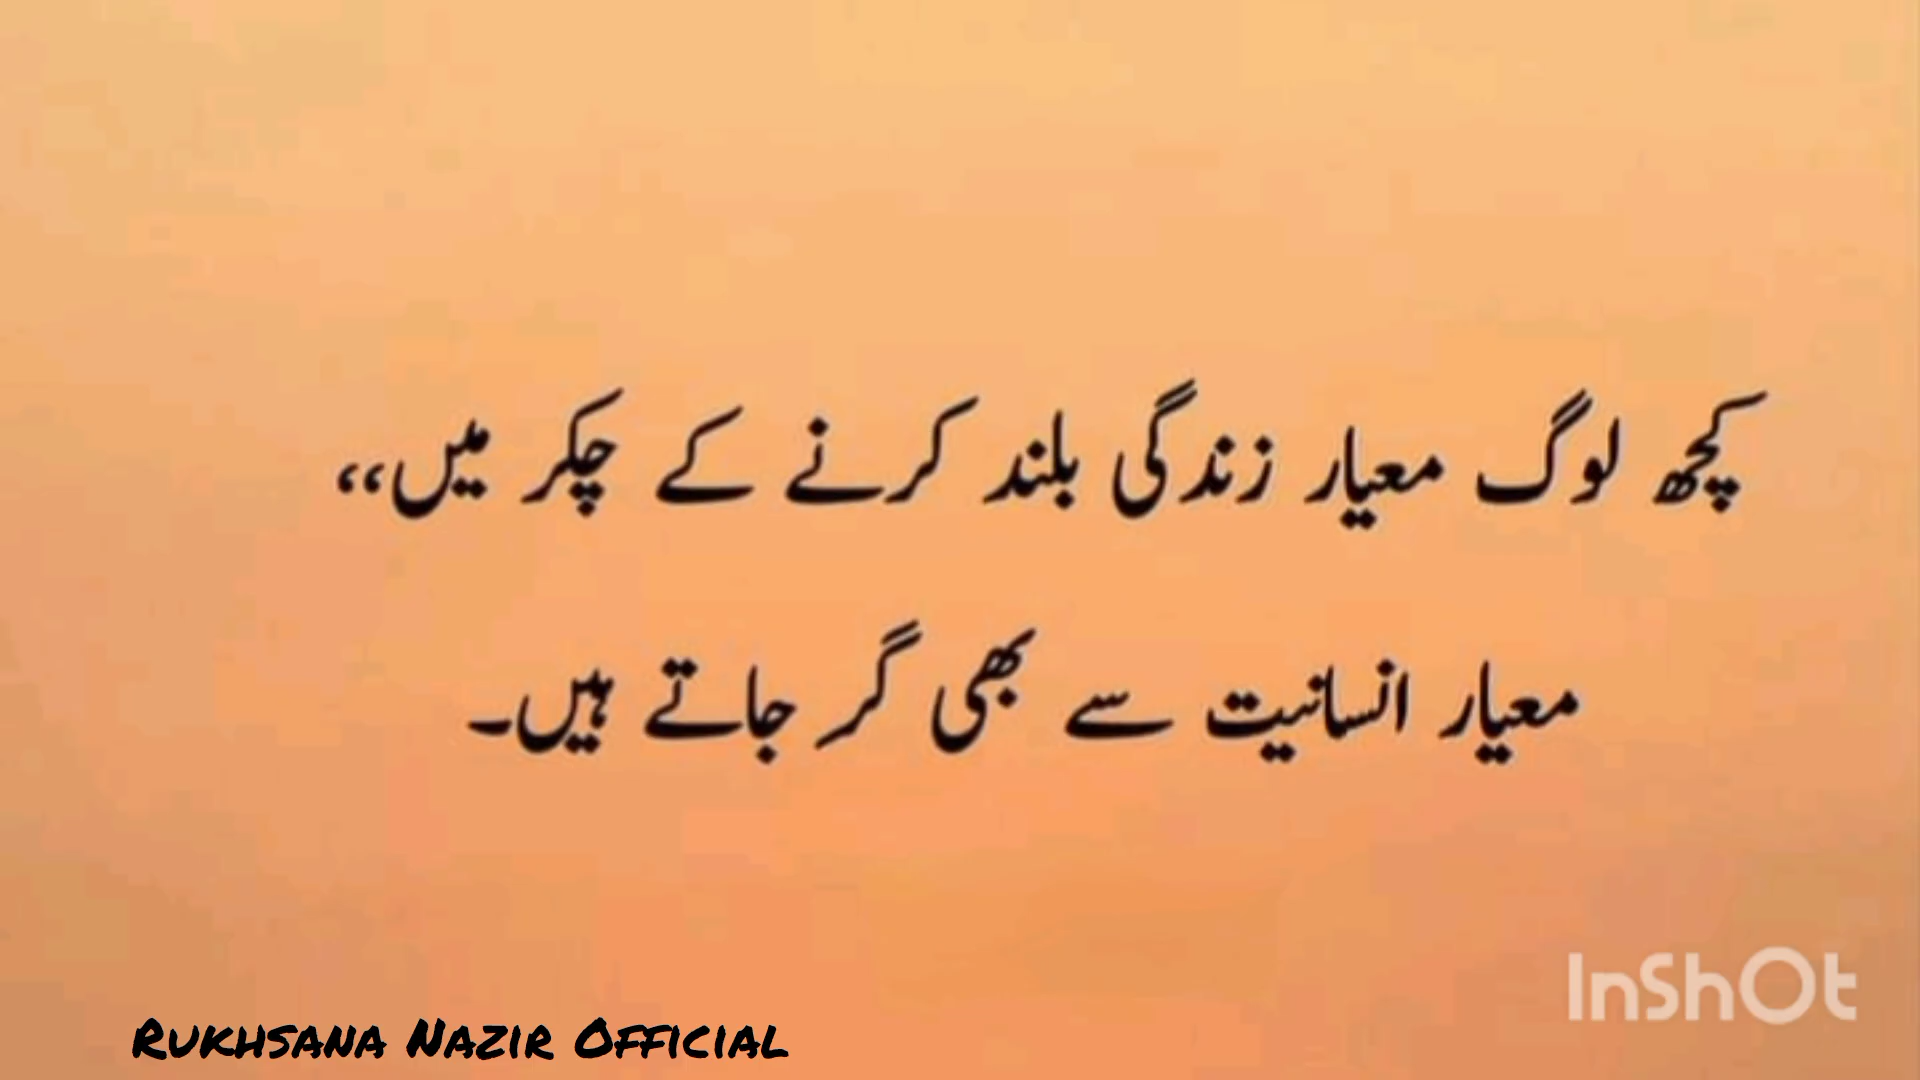 کچھ لوگ معیار زندگی بلند کرنے کے چکر میں،،
معیار انسانیت سے بھی گر جاتے ہیں۔
InShOt
Rukhsana Nazir Official